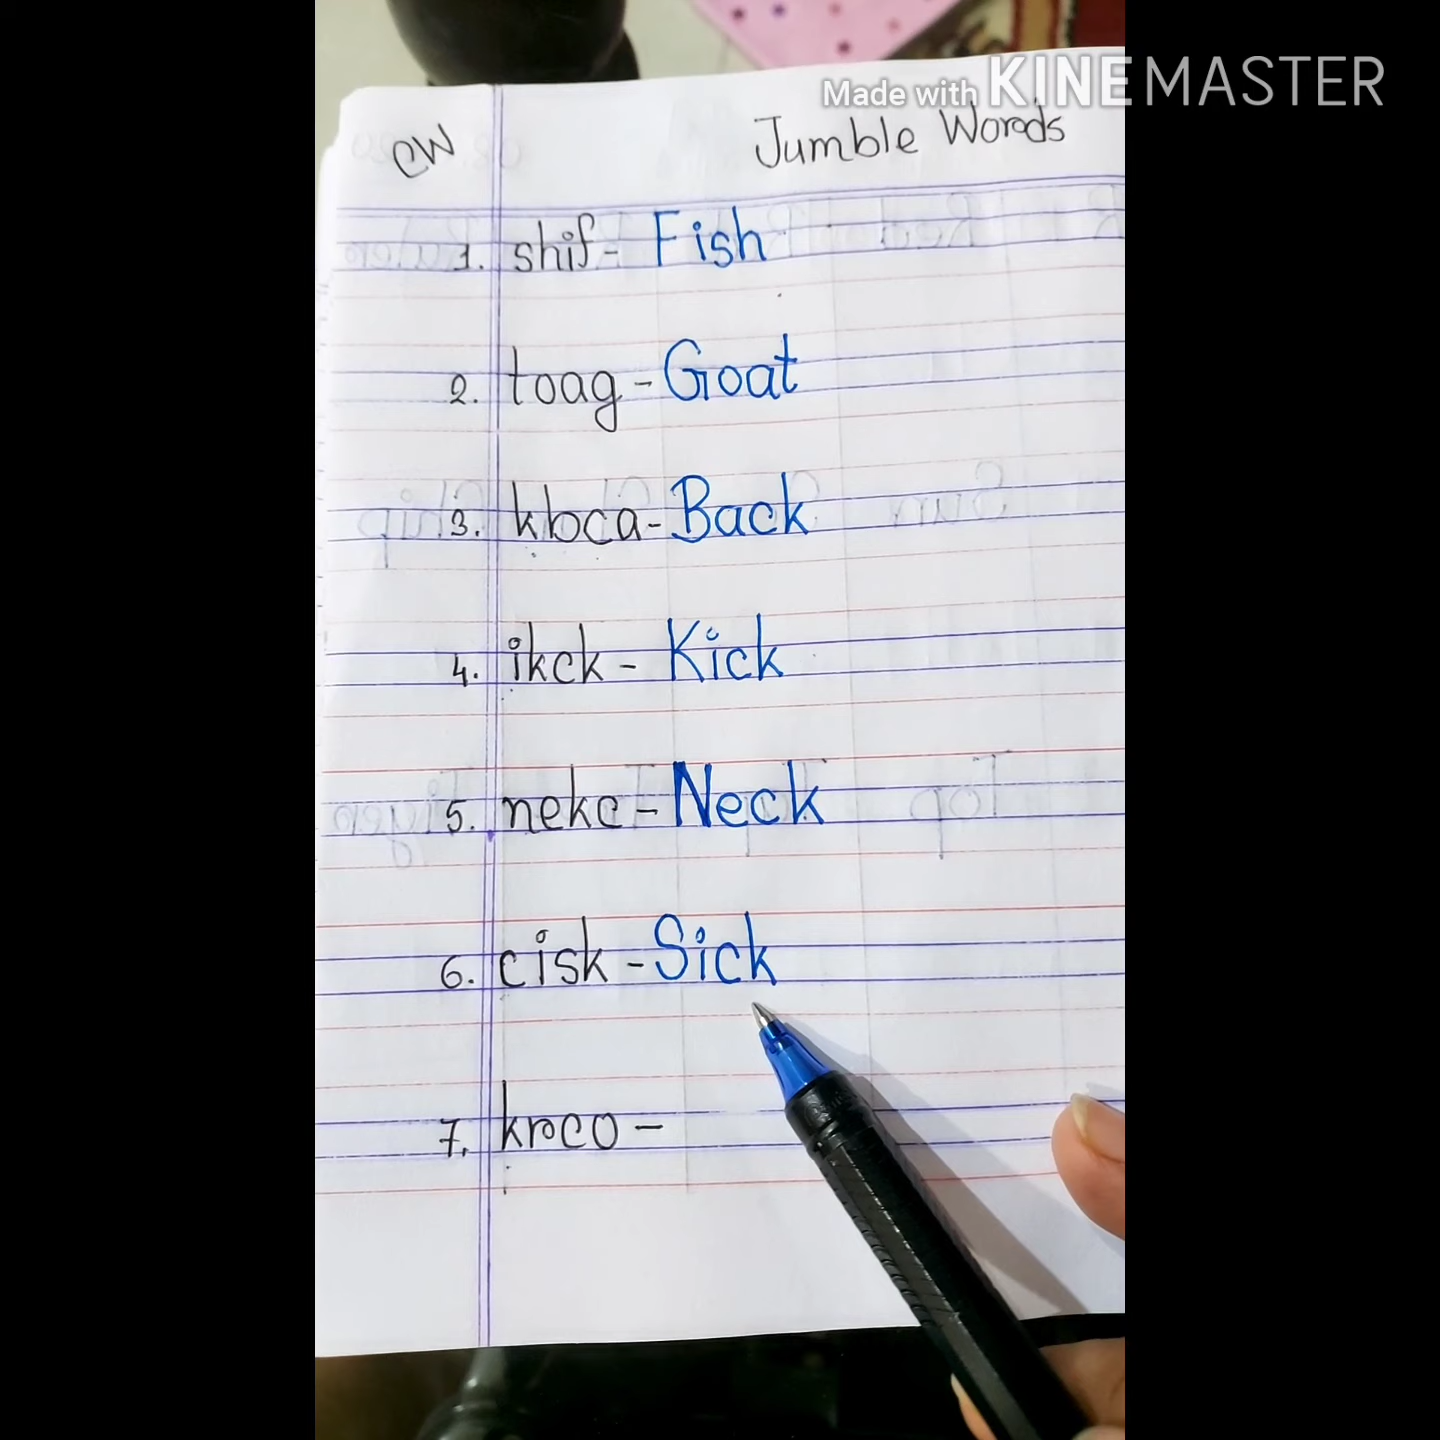 Made with KINEMASTER
CW
Jumble Words
1. shif- Fish
2. toag - Goat
3. kbca- Back
4. ikck - Kick
5. nekc - Neck
6. cisk - Sick
7. krco -